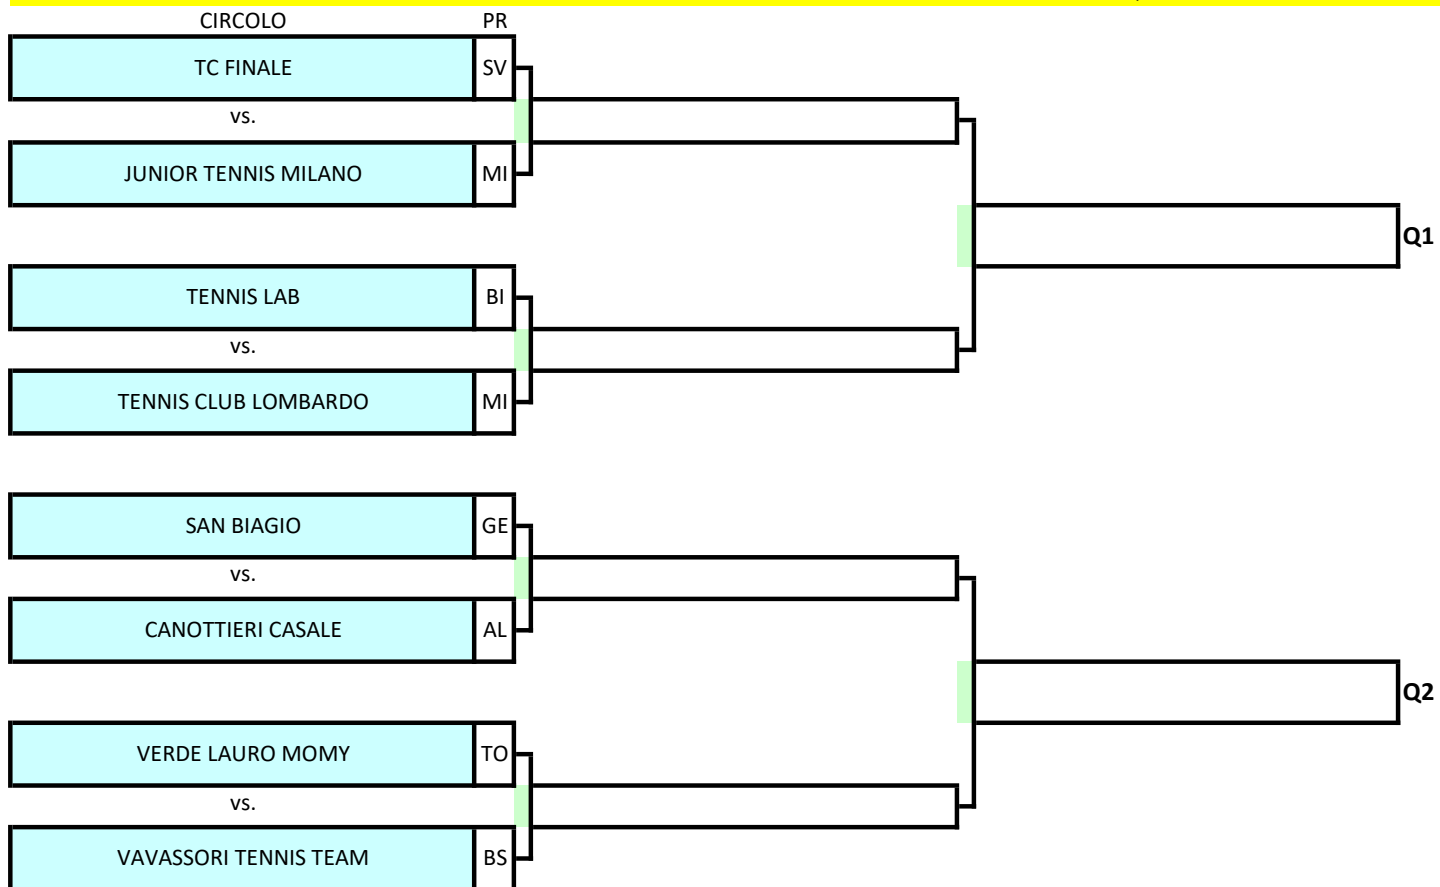 CIRCOLO PR
TC FINALE SV
vs.
JUNIOR TENNIS MILANO MI
Q1
TENNIS LAB BI
vs.
TENNIS CLUB LOMBARDO MI
SAN BIAGIO GE
vs.
CANOTTIERI CASALE AL
Q2
VERDE LAURO MOMY TO
vs.
VAVASSORI TENNIS TEAM BS